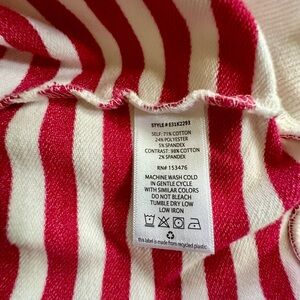 STYLE # E31K2293
SELF: 71% COTTON
24% POLYESTER
5% SPANDEX
CONTRAST: 98% COTTON
2% SPANDEX
RN# 153476
MACHINE WASH COLD
IN GENTLE CYCLE
WITH SIMILAR COLORS
DO NOT BLEACH
TUMBLE DRY LOW
LOW IRON
this label is made from recycled plastic